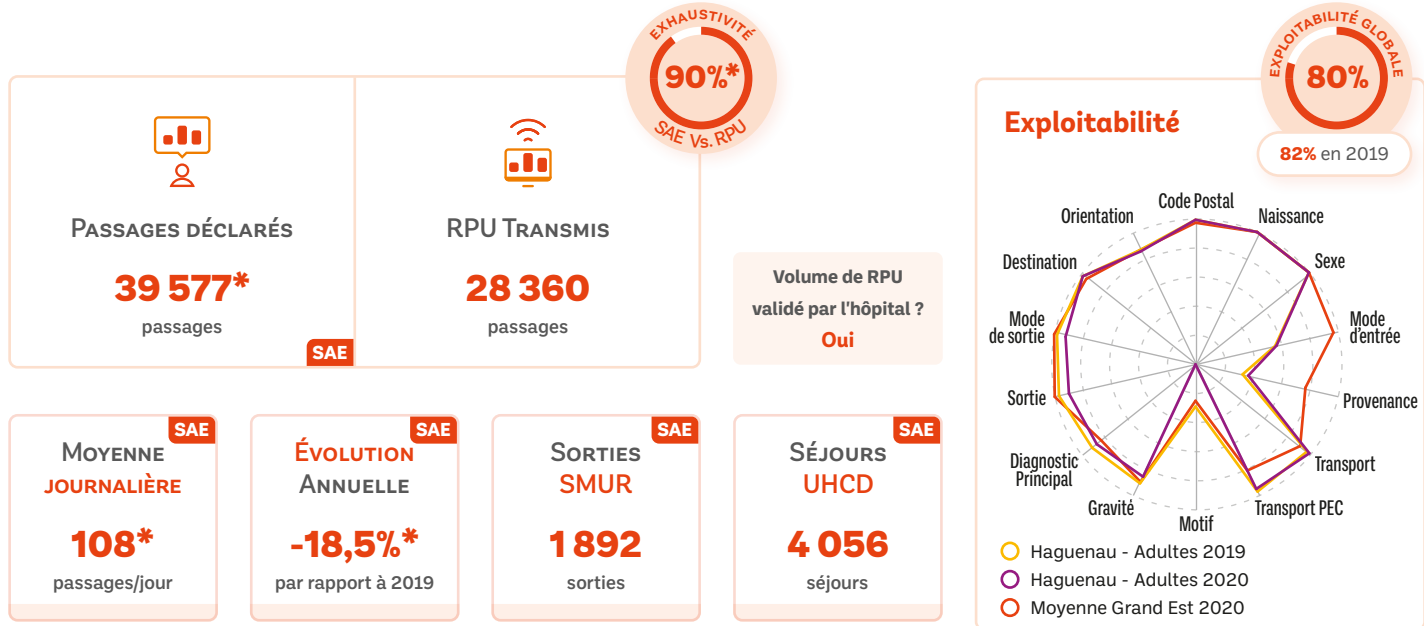 EXHAUSTIVITÉ
90%*
SAE Vs. RPU
PASSAGES DÉCLARÉS
39 577*
passages
SAE
RPU TRANSMIS
28 360
passages
Volume de RPU
validé par l'hôpital ?
Oui
SAE
MOYENNE
JOURNALIÈRE
108*
passages/jour
SAE
ÉVOLUTION
ANNUELLE
-18,5%*
par rapport à 2019
SAE
SORTIES
SMUR
1 892
sorties
SAE
SÉJOURS
UHCD
4 056
séjours
EXPLOITABILITÉ GLOBALE
80%
82% en 2019
Exploitabilité
Code Postal
Naissance
Sexe
Mode
d'entrée
Provenance
Transport
Transport PEC
Motif
Gravité
Diagnostic
Principal
Sortie
Mode
de sortie
Destination
Orientation
Haguenau - Adultes 2019
Haguenau - Adultes 2020
Moyenne Grand Est 2020